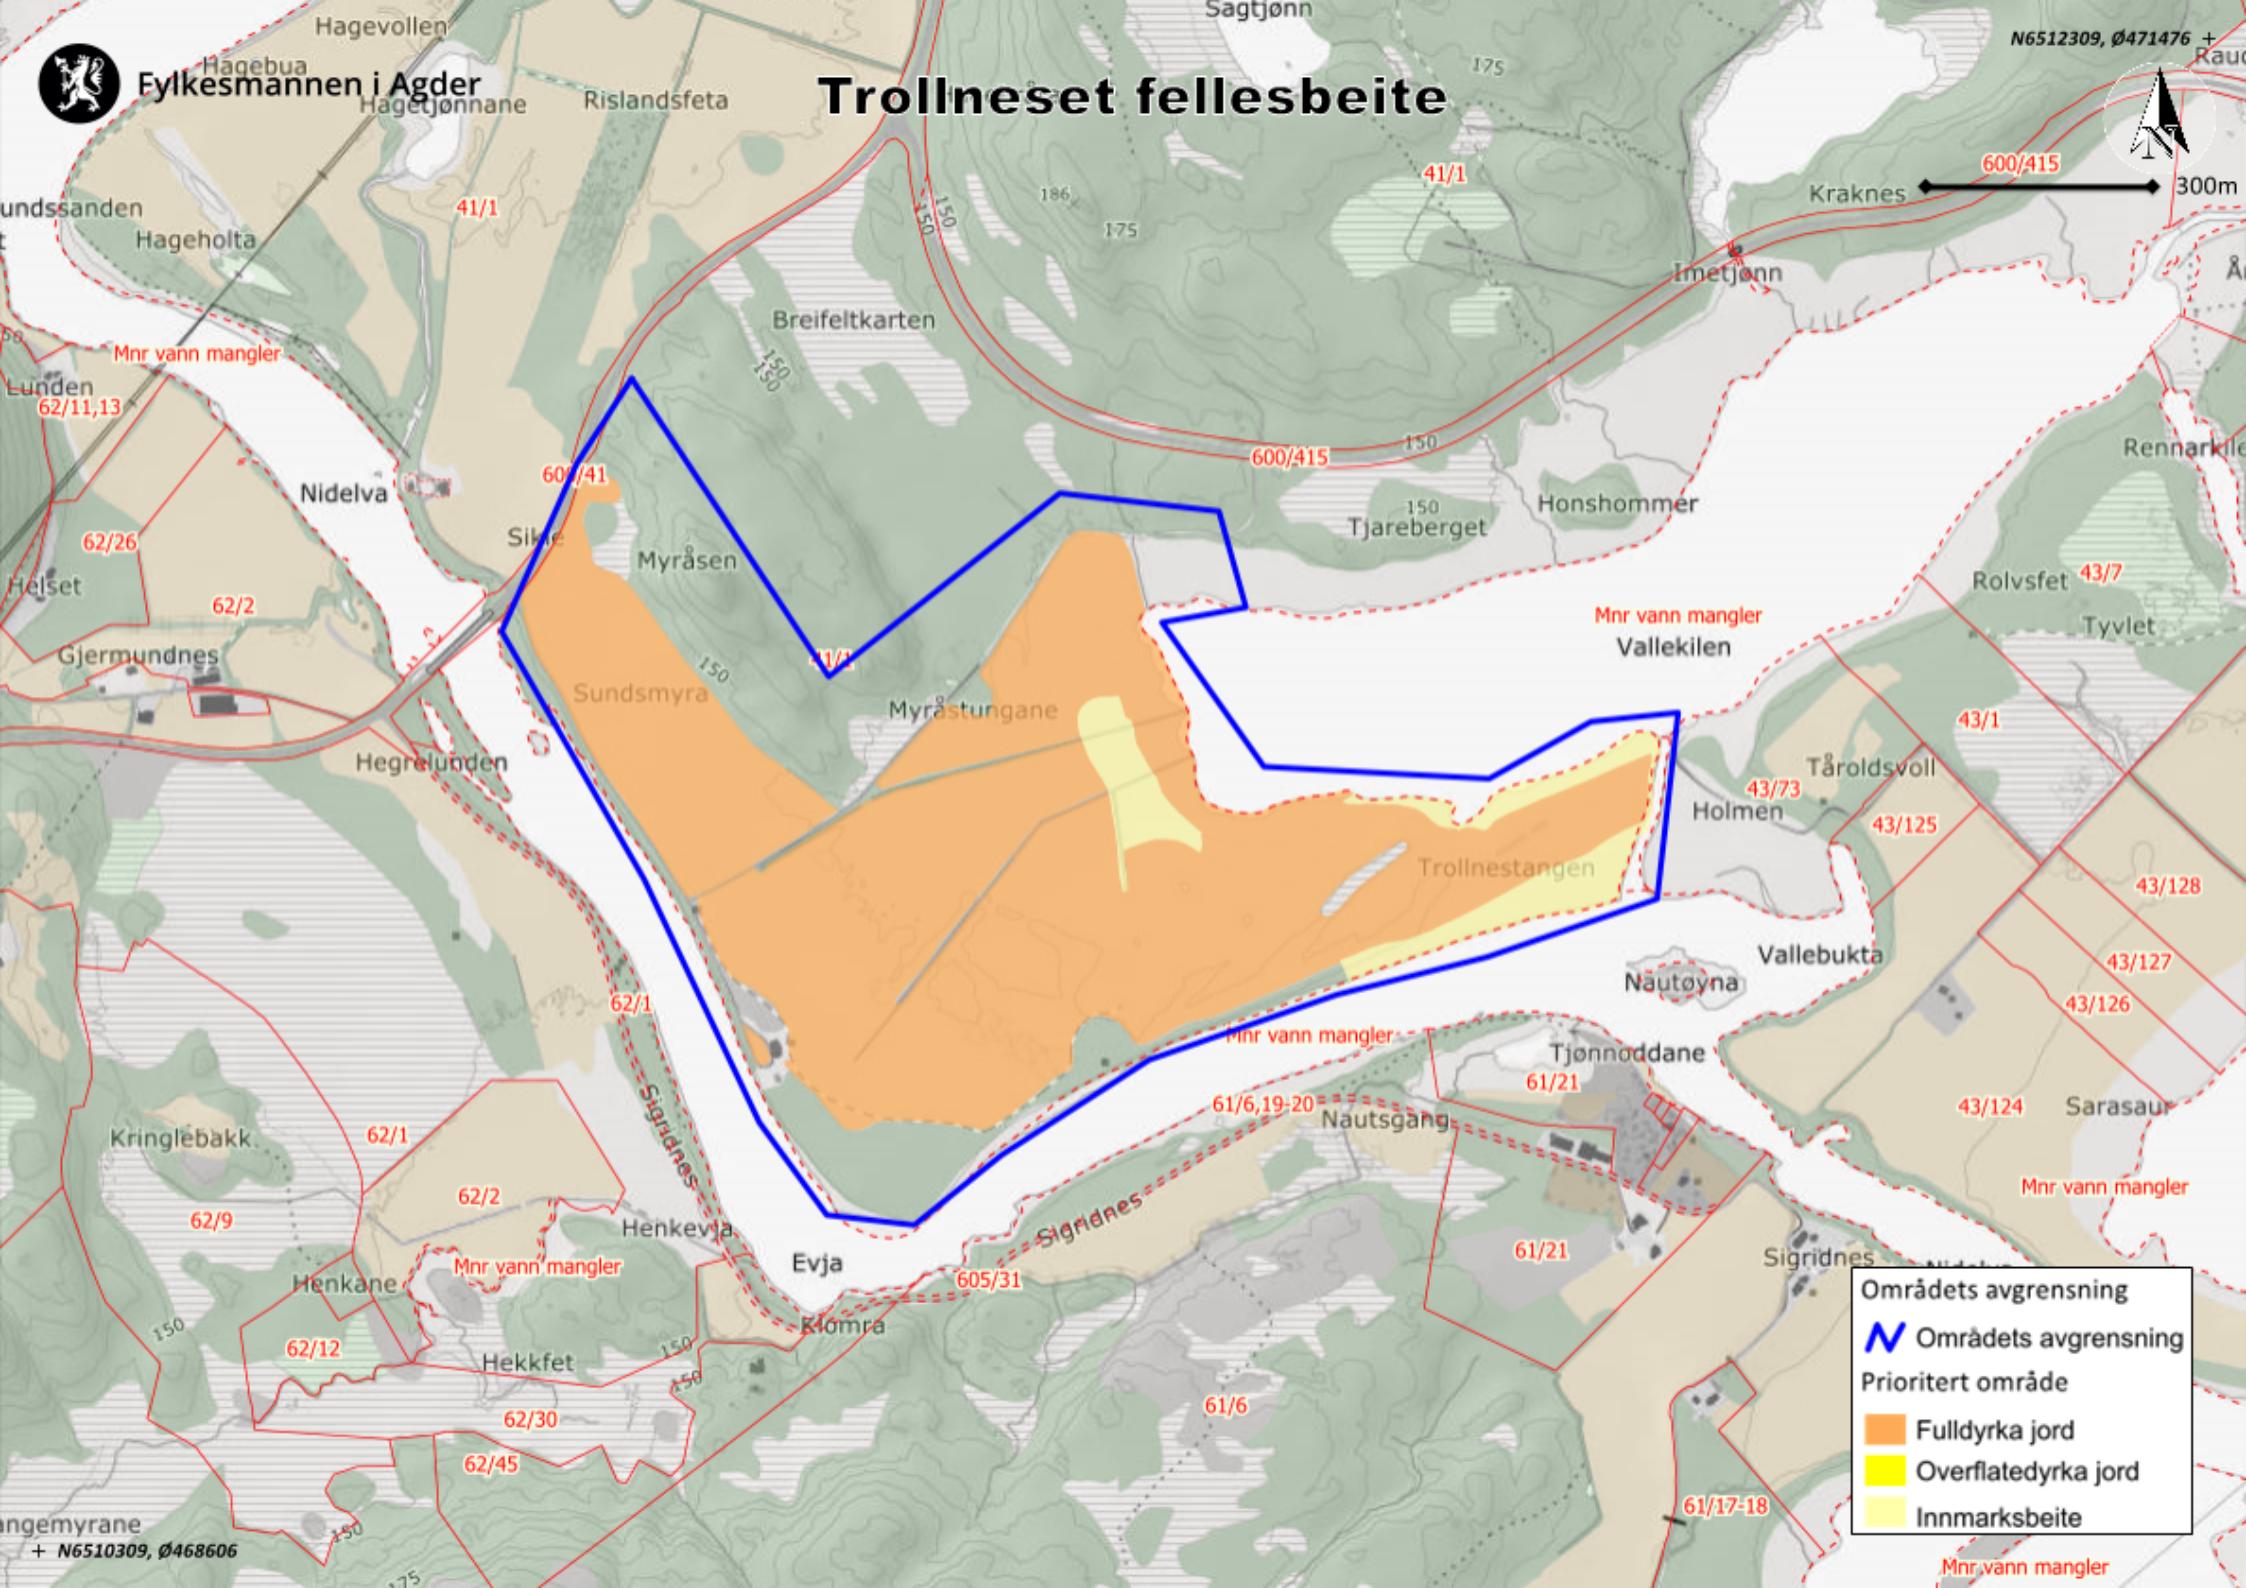 Sagtjønn
Hagevollen
N6512309, Ø471476
Hagebua
Fylkesmannen i Agder
Hagetjønnane
Rislandsfeta
Trollneset fellesbeite
175
41/1
600/415
Kraknes
300m
186
175
150
150
undssanden
41/1
Hageholta
Imetjønn
Breifeltkarten
Mnr vann mangler
150
150
Lunden
62/11,13
600/415
150
Rennarkile
Nidelva
150
Tjareberget
Honshommer
Myråsen
62/26
Helset
62/2
Rolvsfet
43/7
Mnr vann mangler
Vallekilen
Tyvlet
Gjermundnes
Sundsmyra
150
41/1
Myråstungane
43/1
Hegrelunden
Tåroldsvoll
43/73
Holmen
43/125
Trollnestangen
43/128
Vallebukta
43/127
Nautøyna
43/126
62/1
Mnr vann mangler
Tjønnoddane
61/21
61/6,19-20
Nautsgang
43/124
Sarasaur
Kringlebakk
62/1
Sigridnes
62/2
Mnr vann mangler
62/9
Henkevja
Sigridnes
Evja
61/21
Sigridnes
Mnr vann mangler
Henkane
605/31
Klomra
150
62/12
Hekkfet
150
150
62/30
61/6
62/45
61/17-18
angemyrane
150
N6510309, Ø468606
175
Mnr vann mangler
Områdets avgrensning
Områdets avgrensning
Prioritert område
Fulldyrka jord
Overflatedyrka jord
Innmarksbeite